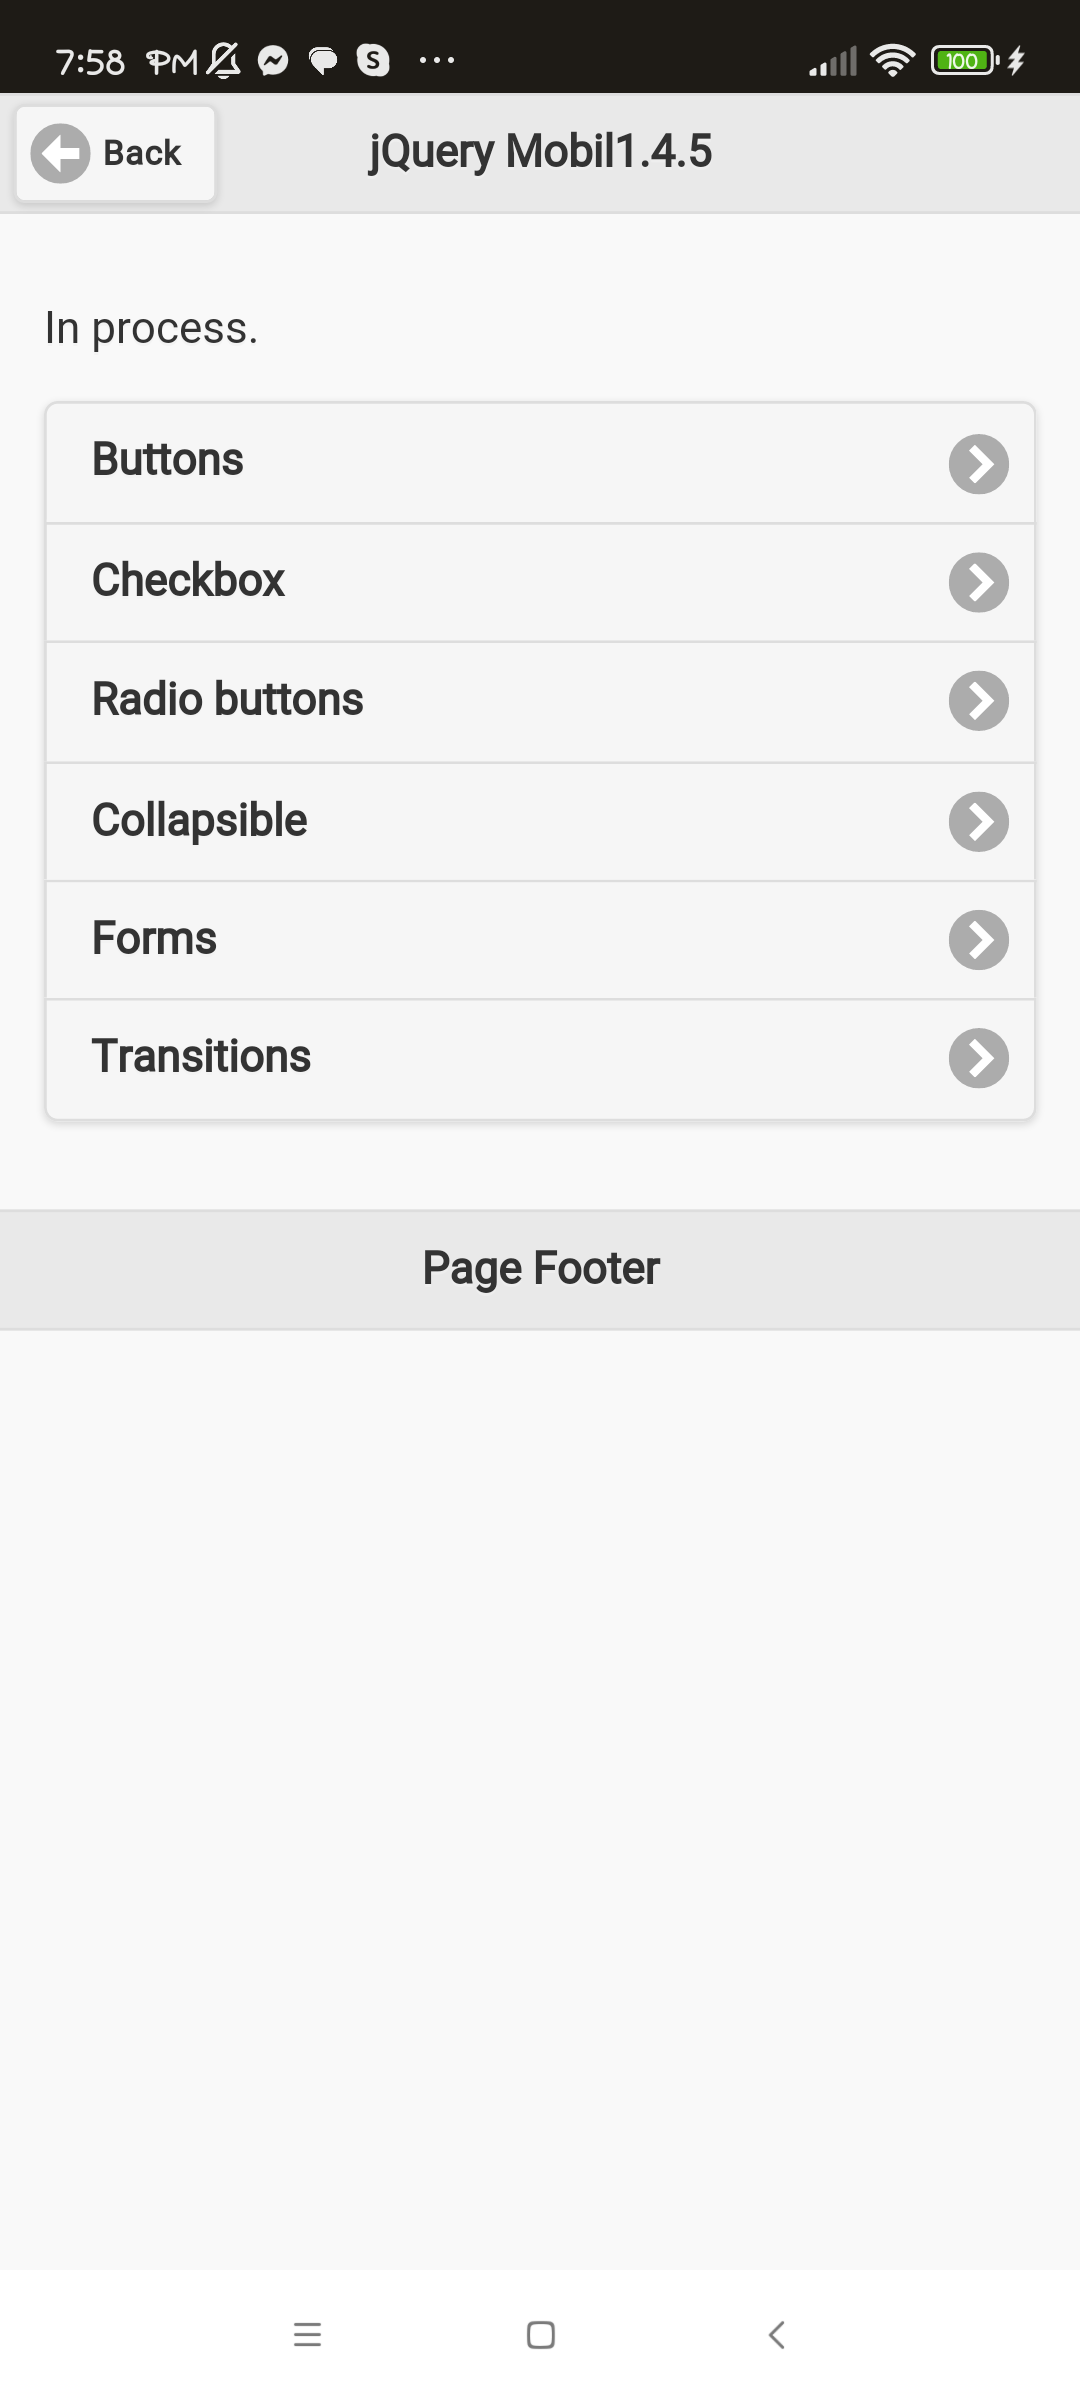 7:58 PM
100
Back
jQuery Mobil1.4.5
In process.
Buttons
Checkbox
Radio buttons
Collapsible
Forms
Transitions
Page Footer